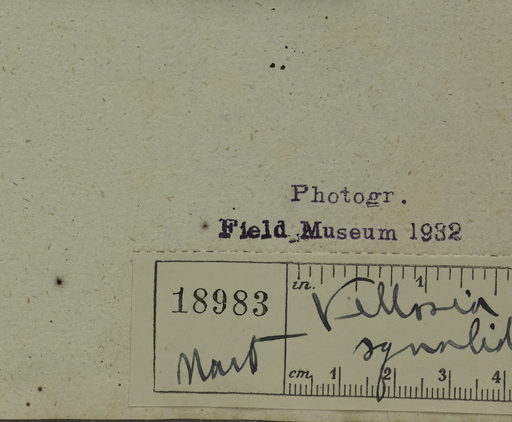 Photogr.
Field Museum 1932
18983
in. 1
Vellosia
Mart
cm 1 2 3 4